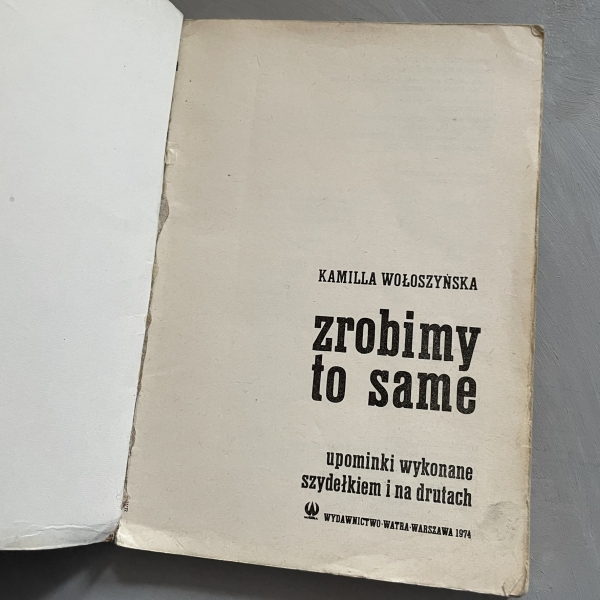 KAMILLA WOŁOSZYŃSKA
zrobimy
to same
upominki wykonane
szydełkiem i na drutach
WYDAWNICTWO·WATRA·WARSZAWA 1974